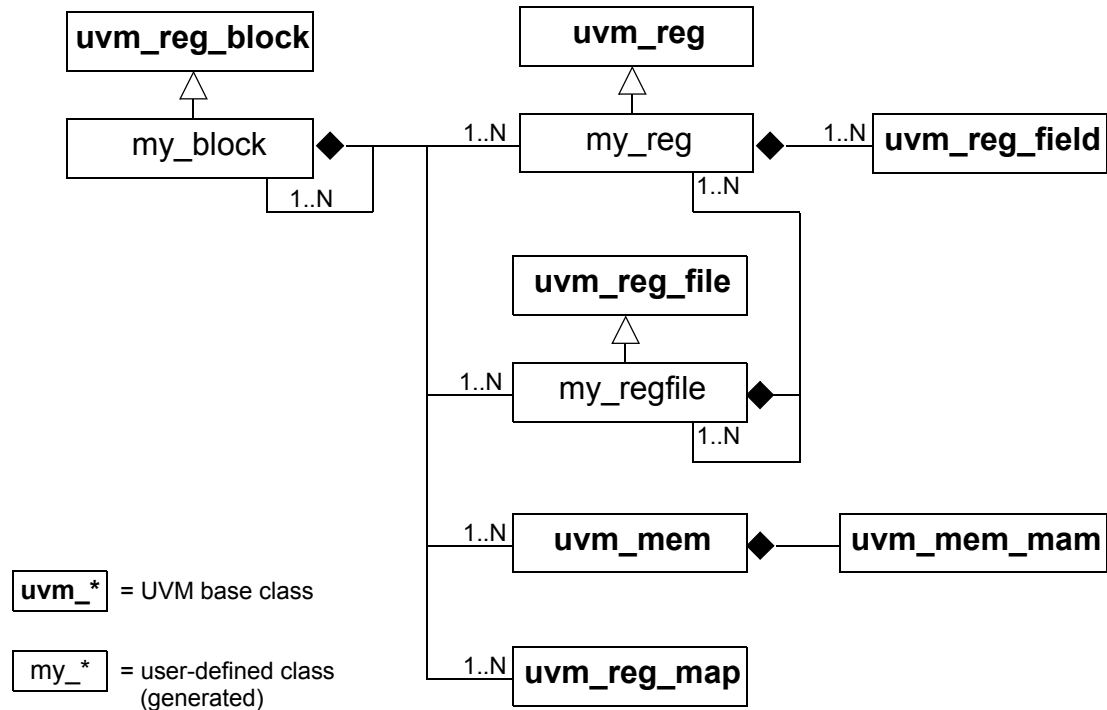 uvm_reg_block
uvm_reg
my_block
1..N
my_reg
1..N
uvm_reg_field
1..N
1..N
uvm_reg_file
1..N
my_regfile
1..N
1..N
uvm_mem
uvm_mem_mam
uvm_* = UVM base class
my_* = user-defined class
(generated)
1..N
uvm_reg_map